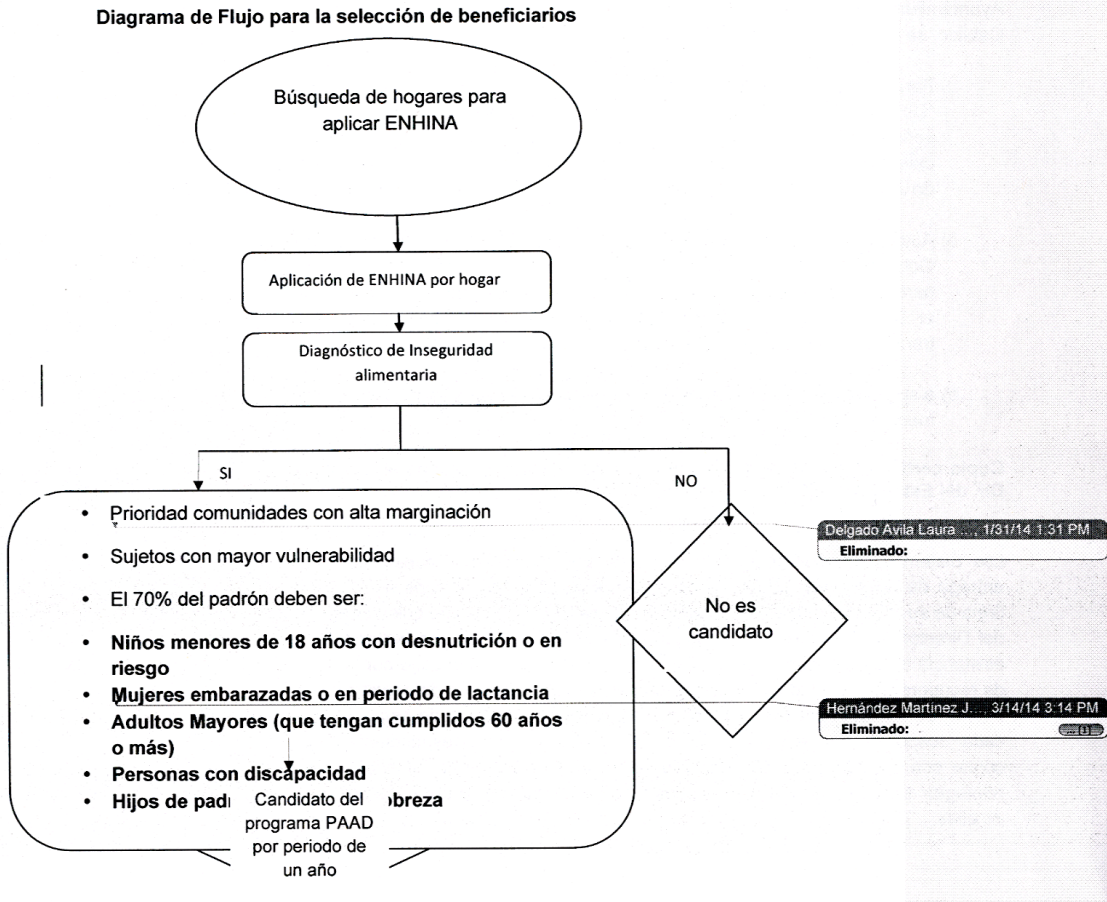 Diagrama de Flujo para la selección de beneficiarios
Búsqueda de hogares para
aplicar ENHINA
Aplicación de ENHINA por hogar
Diagnóstico de Inseguridad
alimentaria
SI
NO
• Prioridad comunidades con alta marginación
• Sujetos con mayor vulnerabilidad
• El 70% del padrón deben ser:
• Niños menores de 18 años con desnutrición o en
riesgo
• Mujeres embarazadas o en periodo de lactancia
• Adultos Mayores (que tengan cumplidos 60 años
o más)
• Personas con discapacidad
• Hijos de
Candidato del
programa PAAD
por periodo de
un año
No es
candidato
Delgado Avila Laura ..., 1/31/14 1:31 PM
Eliminado:
Hernández Martinez J..., 3/14/14 3:14 PM
Eliminado:
... [1]